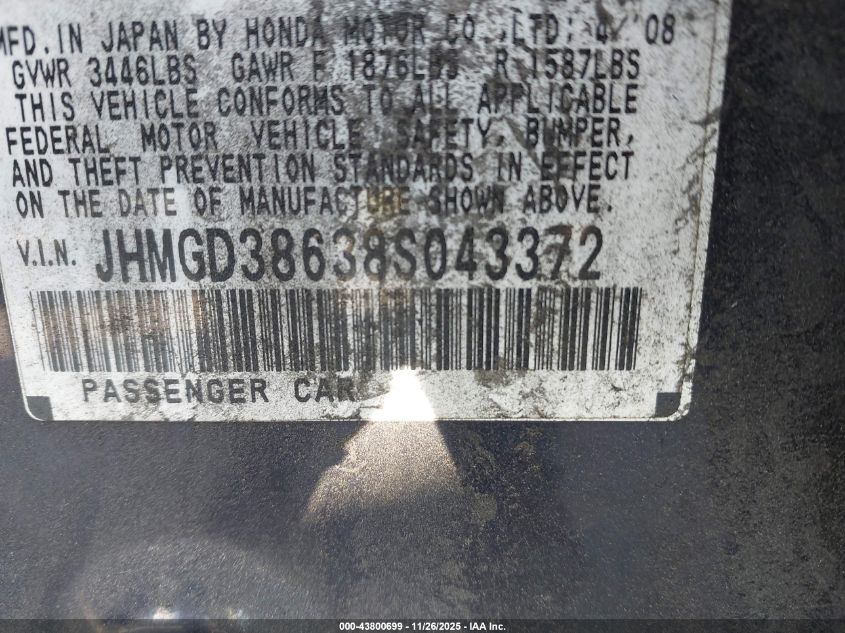 MFD. IN JAPAN BY HONDA MOTOR CO., LTD; 4 08
GVWR 3446LBS GAWR F 1876LBS R 1587LBS
THIS VEHICLE CONFORMS TO ALL APPLICABLE
FEDERAL MOTOR VEHICLE SAFETY, BUMPER,
AND THEFT PREVENTION STANDARDS IN EFFECT
ON THE DATE OF MANUFACTURE SHOWN ABOVE.
V.I.N. JHMGD38638S043372
PASSENGER CAR
000-43800699 - 11/26/2025 - IAA Inc.